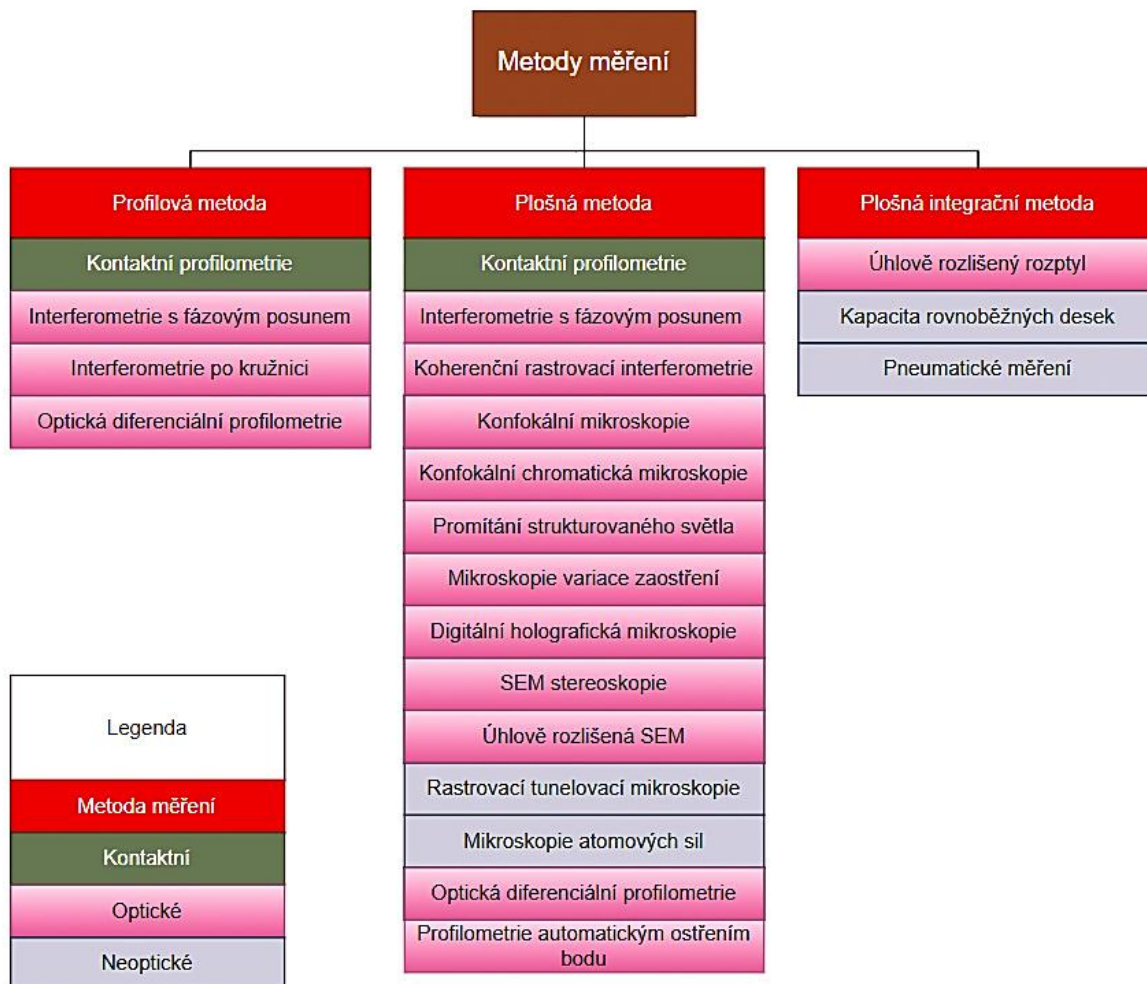 Metody měření
Profilová metoda
Kontaktní profilometrie
Interferometrie s fázovým posunem
Interferometrie po kružnici
Optická diferenciální profilometrie
Plošná metoda
Kontaktní profilometrie
Interferometrie s fázovým posunem
Koherenční rastrovací interferometrie
Konfokální mikroskopie
Konfokální chromatická mikroskopie
Promítání strukturovaného světla
Mikroskopie variace zaostření
Digitální holografická mikroskopie
SEM stereoskopie
Úhlově rozlišená SEM
Rastrovací tunelovací mikroskopie
Mikroskopie atomových sil
Optická diferenciální profilometrie
Profilometrie automatickým ostřením
bodu
Plošná integrační metoda
Úhlově rozlišený rozptyl
Kapacita rovnoběžných desek
Pneumatické měření
Legenda
Metoda měření
Kontaktní
Optické
Neoptické